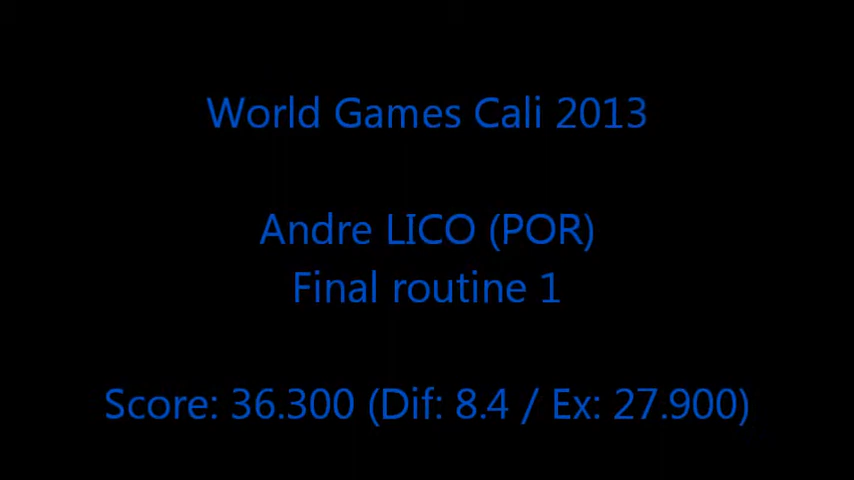 World Games Cali 2013
Andre LICO (POR)
Final routine 1
Score: 36.300 (Dif: 8.4 / Ex: 27.900)